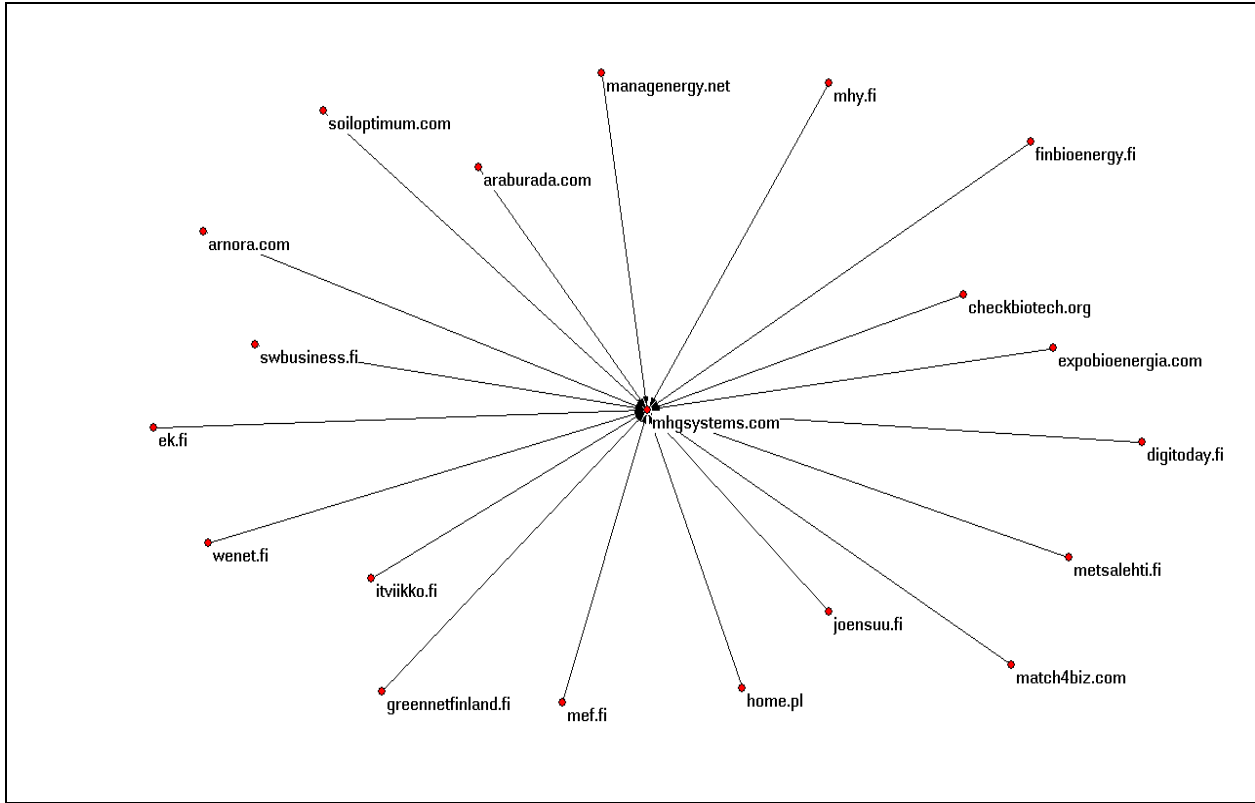 managenergy.net
mhy.fi
soiloptimum.com
finbioenergy.fi
araburada.com
arnora.com
checkbiotech.org
swbusiness.fi
expobioenergia.com
mhgsystems.com
ek.fi
digitoday.fi
wenet.fi
metsalehti.fi
itviikko.fi
joensuu.fi
match4biz.com
greennetfinland.fi
home.pl
mef.fi